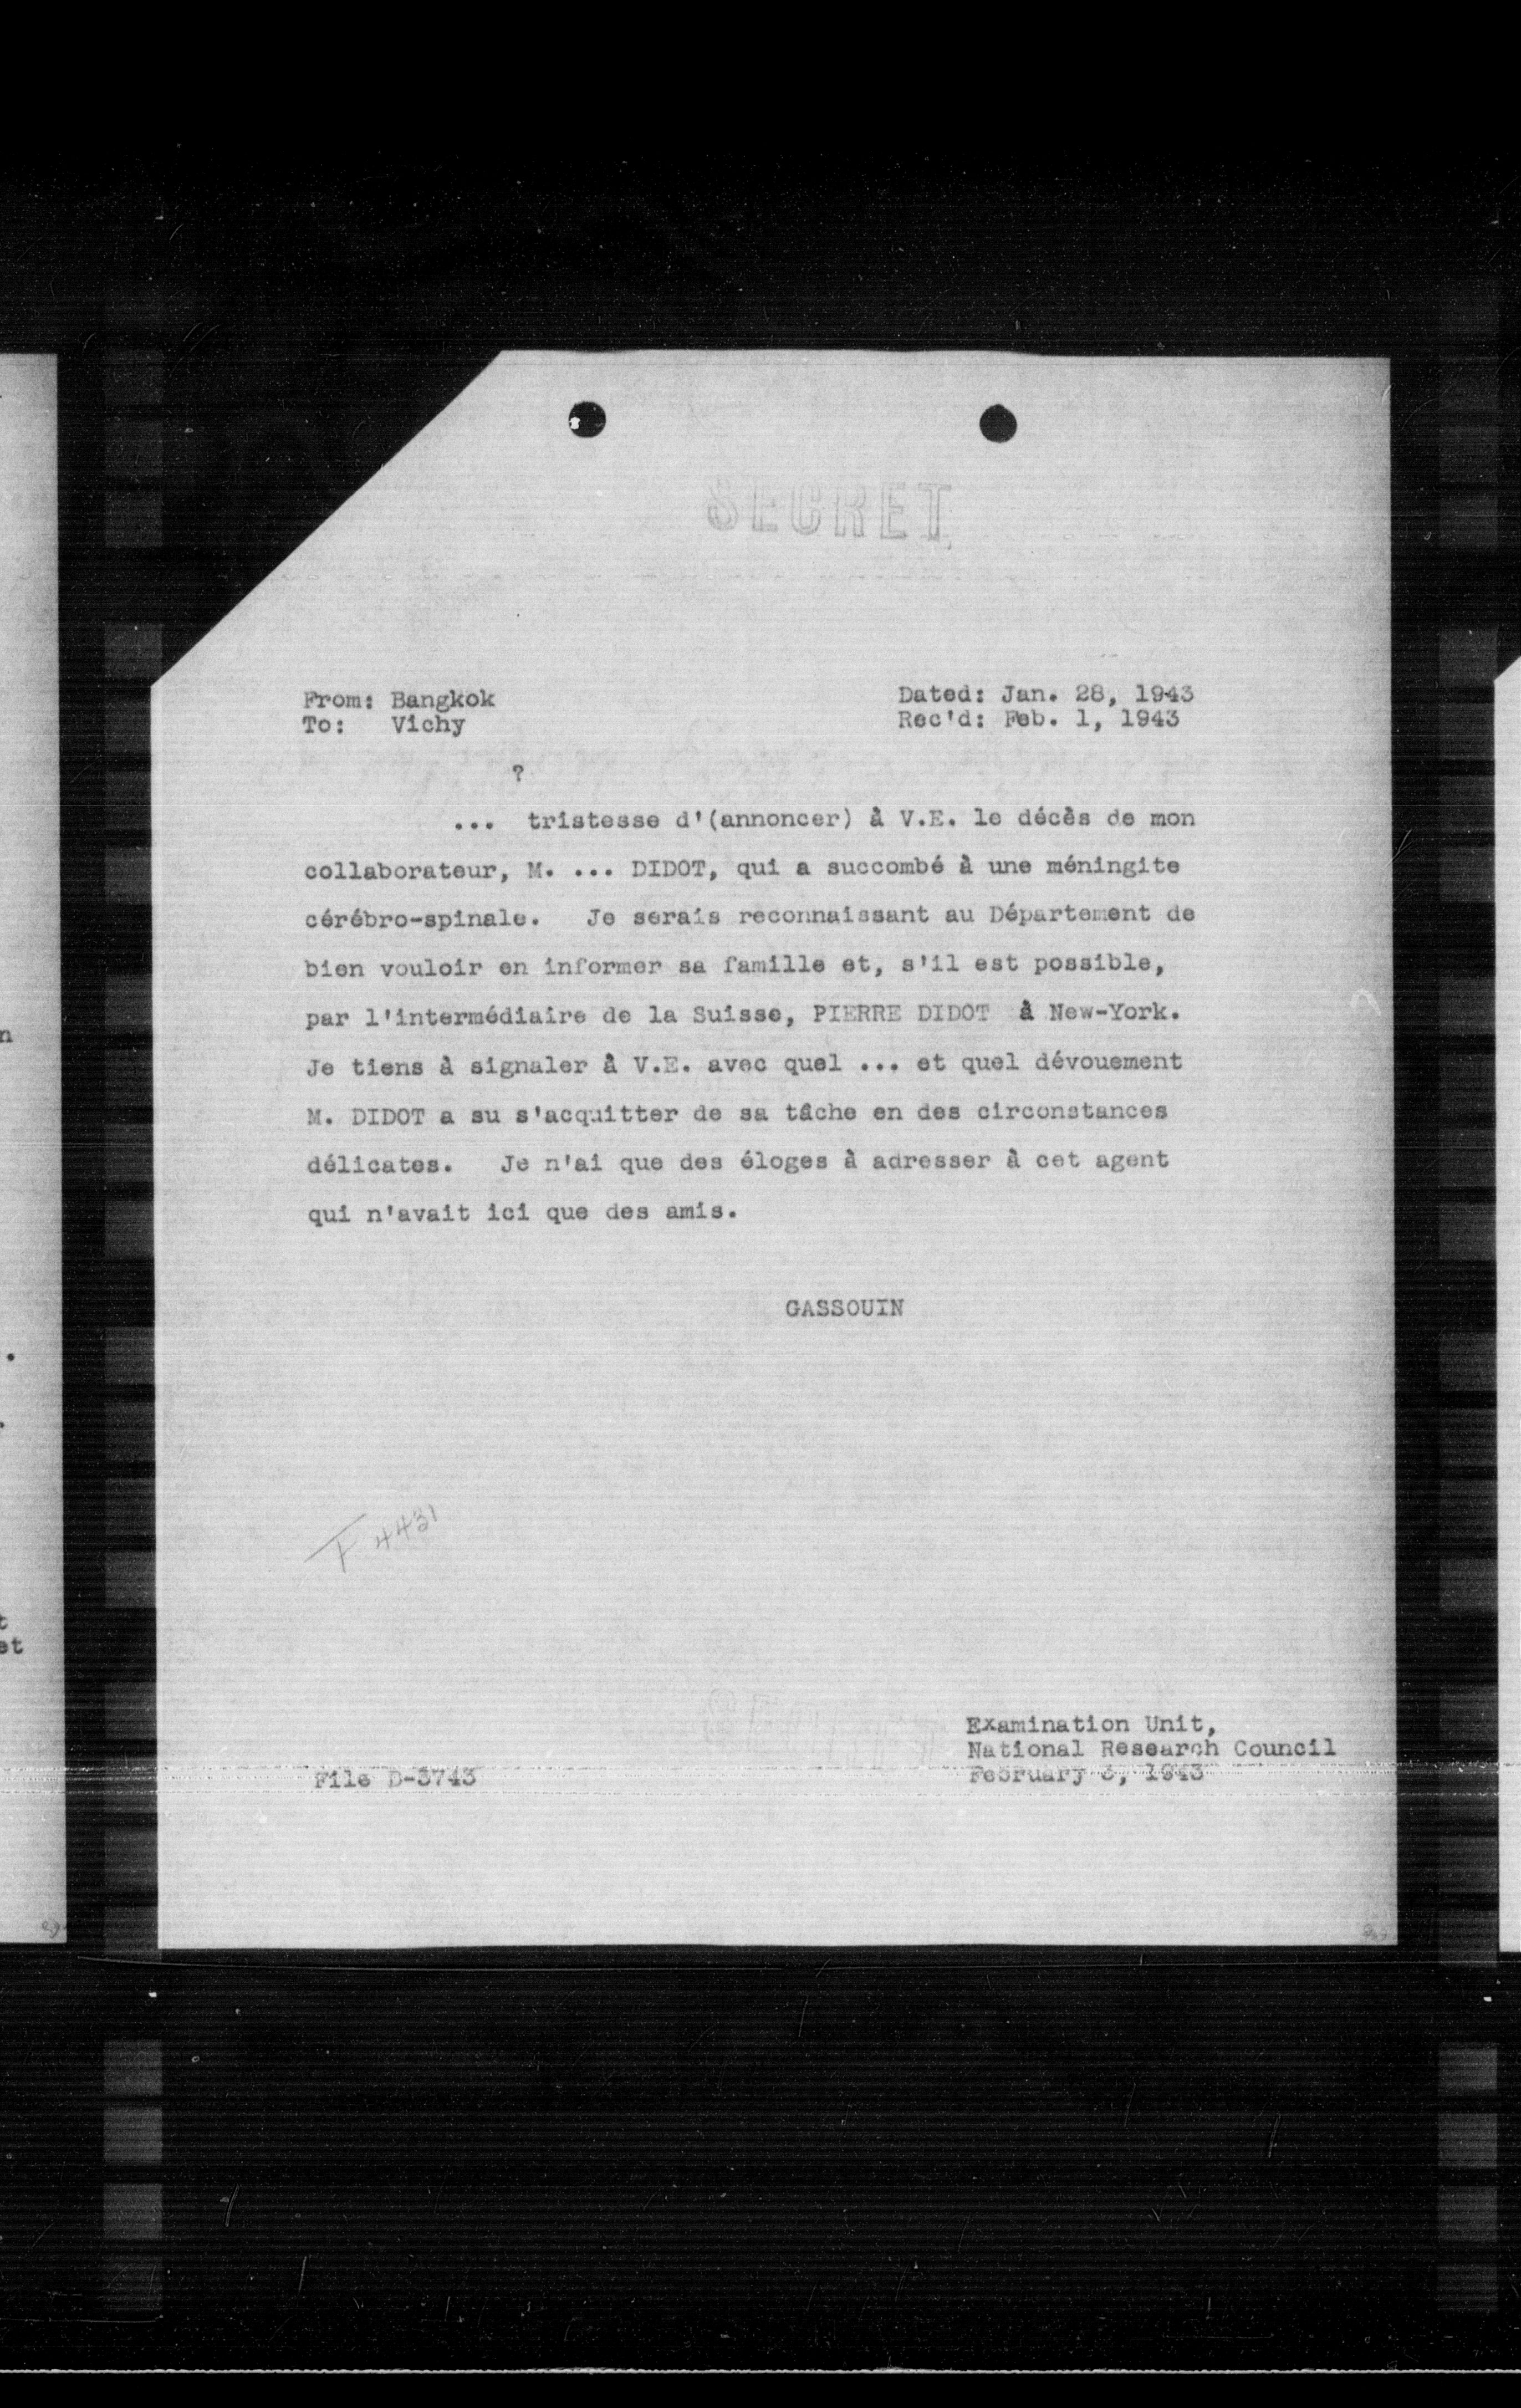 SECRET
From: Bangkok
To: Vichy
Dated: Jan. 28, 1943
Rec'd: Feb. 1, 1943
?
... tristesse d'(annoncer) à V.E. le décès de mon
collaborateur, M. ... DIDOT, qui a succombé à une méningite
cérébro-spinale. Je serais reconnaissant au Département de
bien vouloir en informer sa famille et, s'il est possible,
par l'intermédiaire de la Suisse, PIERRE DIDOT à New-York.
Je tiens à signaler à V.E. avec quel ... et quel dévouement
M. DIDOT a su s'acquitter de sa tâche en des circonstances
délicates. Je n'ai que des éloges à adresser à cet agent
qui n'avait ici que des amis.
GASSOUIN
F 4431
SECRET
Examination Unit,
National Research Council
February 3, 1943
File D-3743